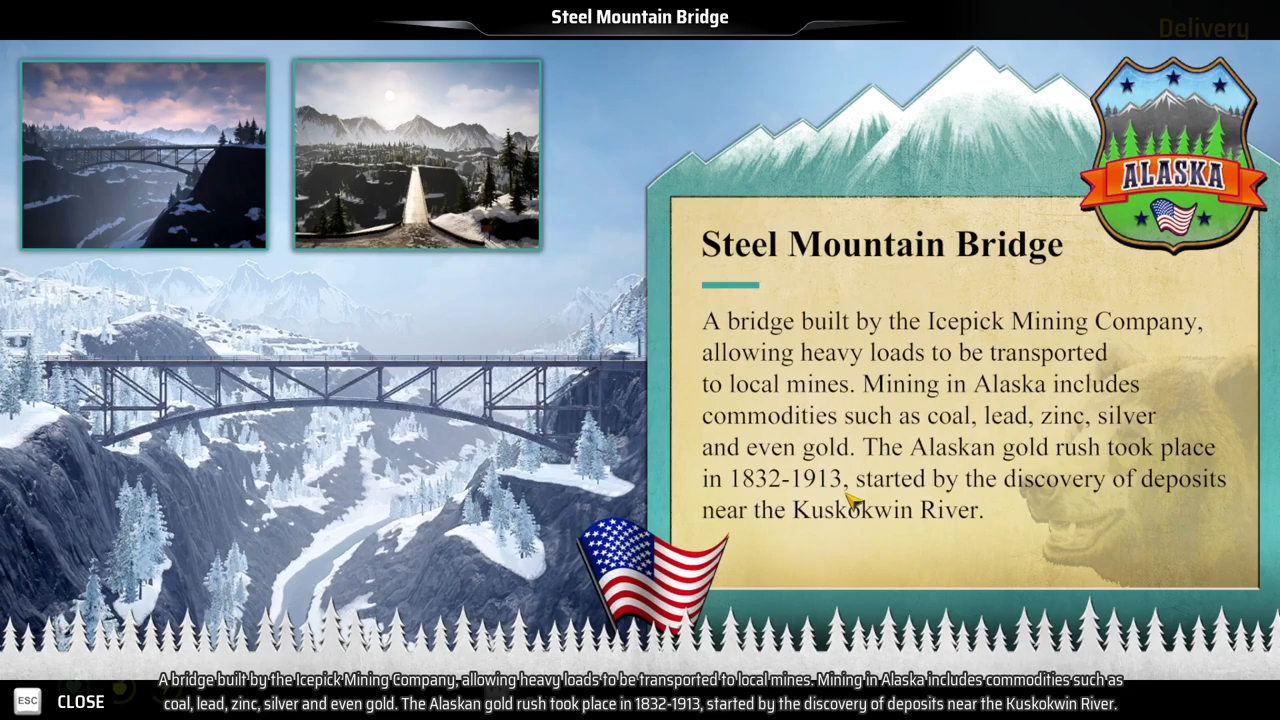 Steel Mountain Bridge
Delivery
ALASKA
Steel Mountain Bridge
A bridge built by the Icepick Mining Company,
allowing heavy loads to be transported
to local mines. Mining in Alaska includes
commodities such as coal, lead, zinc, silver
and even gold. The Alaskan gold rush took place
in 1832-1913, started by the discovery of deposits
near the Kuskokwin River.
A bridge built by the Icepick Mining Company, allowing heavy loads to be transported to local mines. Mining in Alaska includes commodities such as
coal, lead, zinc, silver and even gold. The Alaskan gold rush took place in 1832-1913, started by the discovery of deposits near the Kuskokwin River.
ESC CLOSE